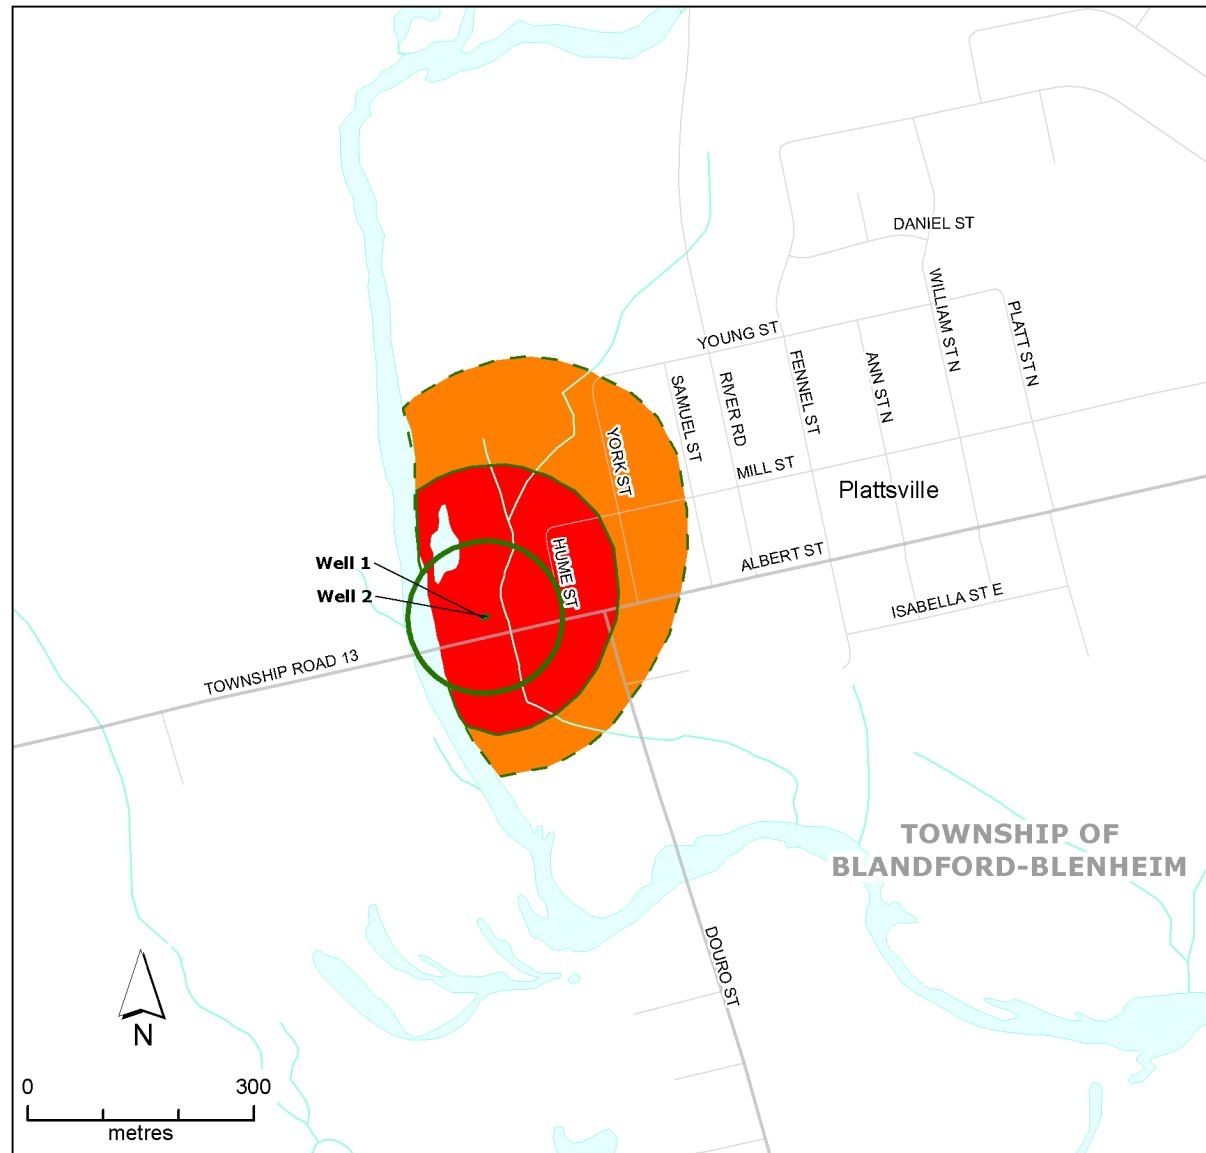 DANIEL ST
WILLIAM ST N
PLATT ST N
YOUNG ST
FENNEL ST
ANN ST N
RIVER RD
SAMUEL ST
YORK ST
MILL ST
Plattsville
HUME ST
ALBERT ST
Well 1
Well 2
ISABELLA ST E
TOWNSHIP ROAD 13
TOWNSHIP OF
BLANDFORD-BLENHEIM
DOURO ST
N
0 300
metres